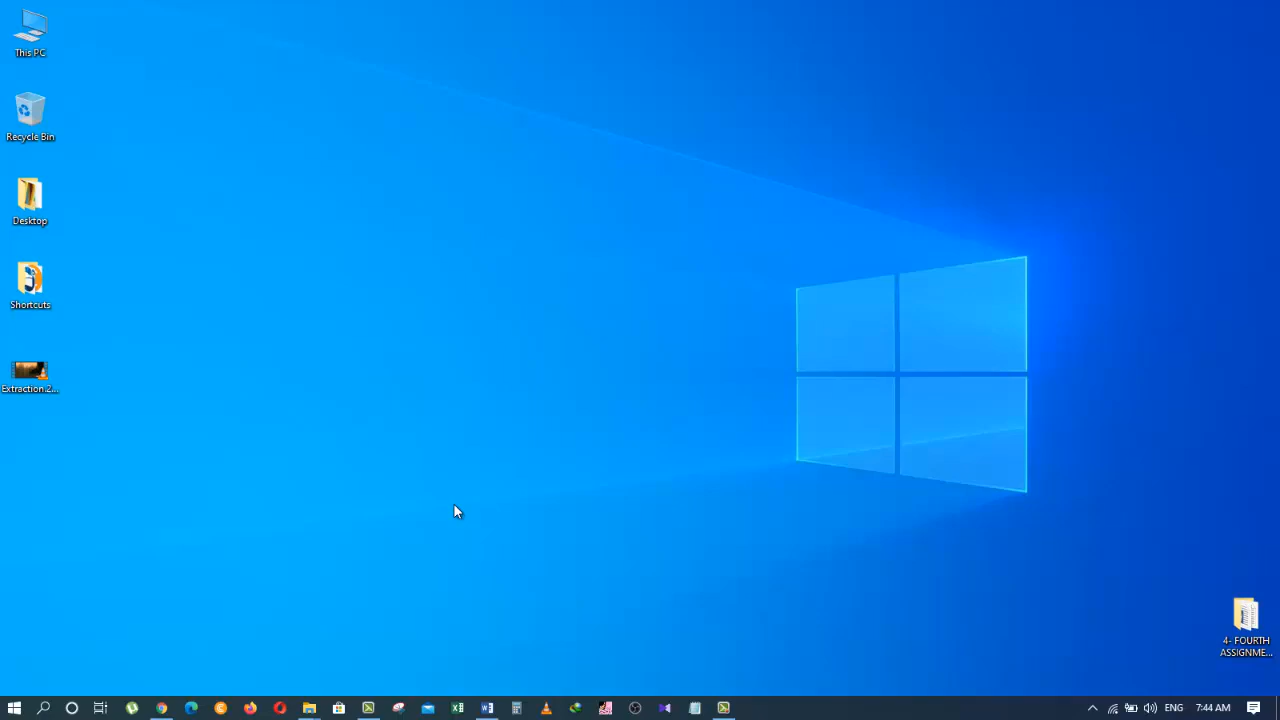 This PC
Recycle Bin
Desktop
Shortcuts
Extraction.2...
4- FOURTH
ASSIGNME...
ENG
7:44 AM